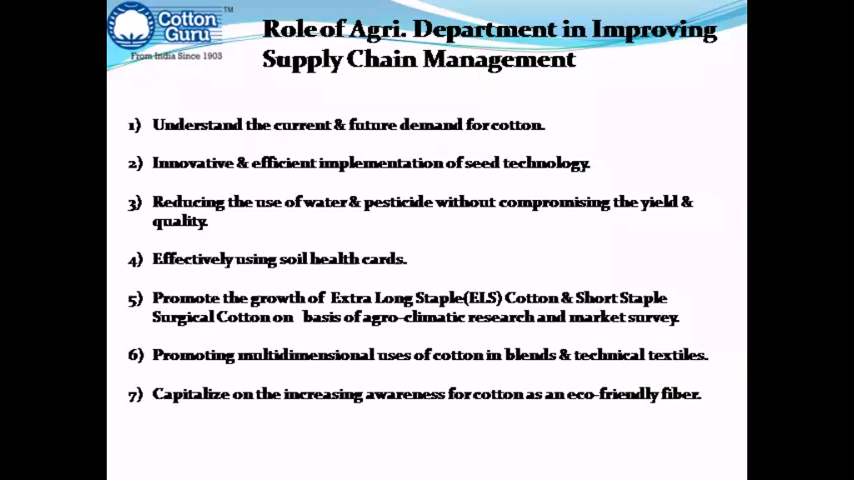 Cotton
Guru
TM
From India Since 1903
Role of Agri. Department in Improving
Supply Chain Management
1) Understand the current & future demand for cotton.
2) Innovative & efficient implementation of seed technology.
3) Reducing the use of water & pesticide without compromising the yield &
quality.
4) Effectively using soil health cards.
5) Promote the growth of Extra Long Staple(ELS) Cotton & Short Staple
Surgical Cotton on basis of agro-climatic research and market survey.
6) Promoting multidimensional uses of cotton in blends & technical textiles.
7) Capitalize on the increasing awareness for cotton as an eco-friendly fiber.